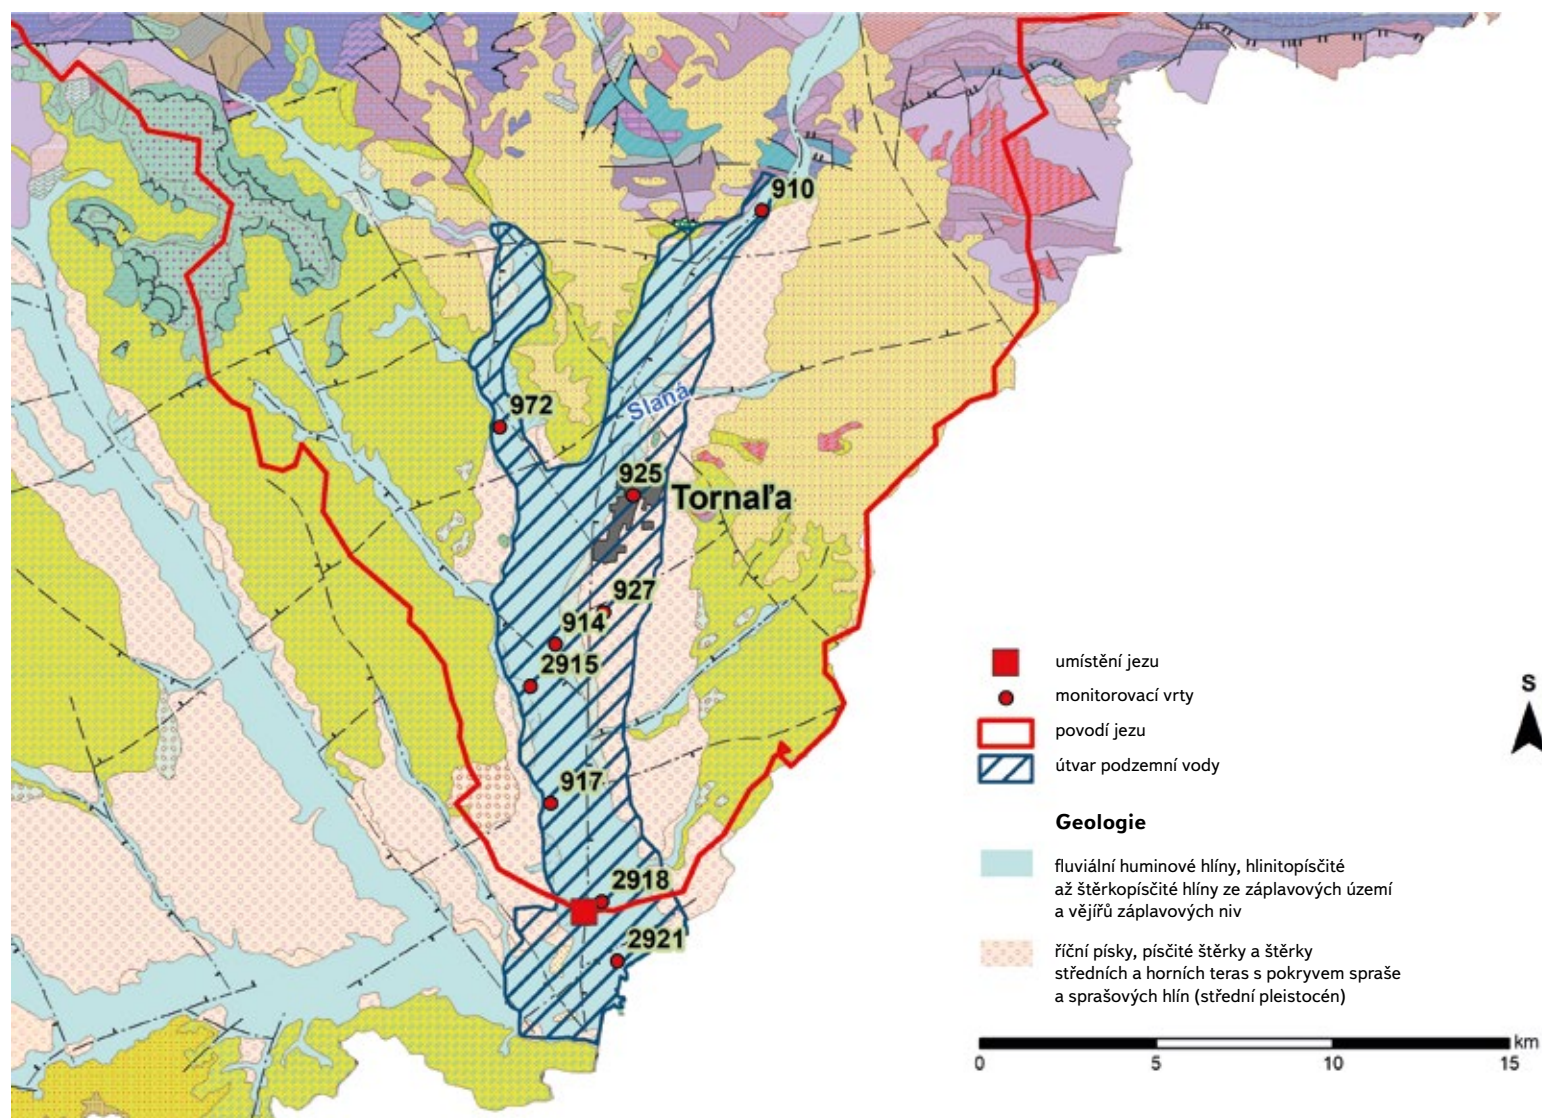 910
972
Slaná
925
Tornaľa
927
914
2915
917
2918
2921
umístění jezu
monitorovací vrty
povodí jezu
útvar podzemní vody
Geologie
fluviální huminové hlíny, hlinitopísčité
až štěrkopísčité hlíny ze záplavových území
a vějířů záplavových niv
říční písky, písčité štěrky a štěrky
středních a horních teras s pokryvem spraše
a sprašových hlín (střední pleistocén)
S
km
0 5 10 15